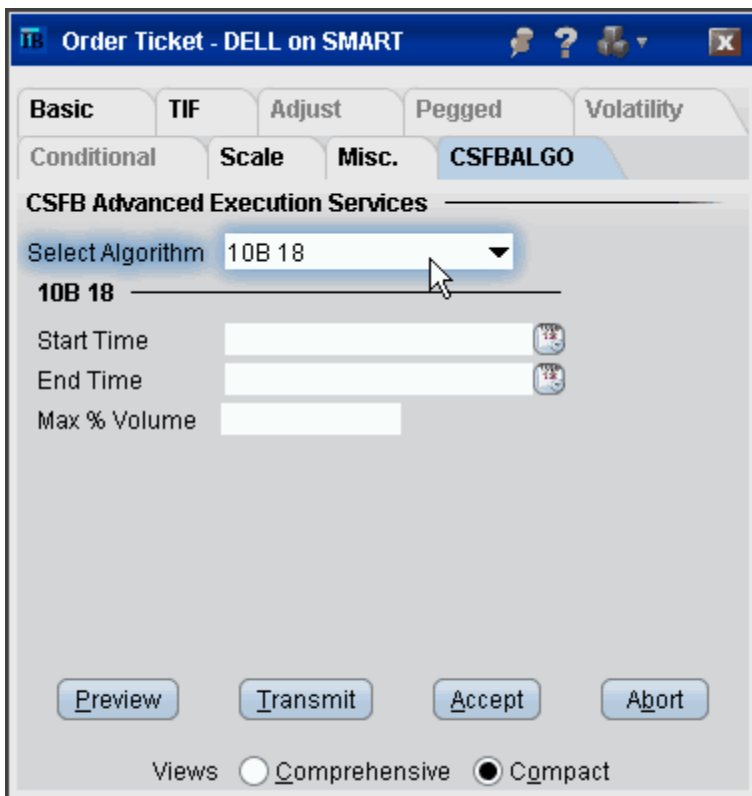 IB Order Ticket - DELL on SMART ?
Basic TIF Adjust Pegged Volatility
Conditional Scale Misc. CSFBALGO
CSFB Advanced Execution Services
Select Algorithm 10B 18
10B 18
Start Time
End Time
Max % Volume
Preview Transmit Accept Abort
Views Comprehensive Compact